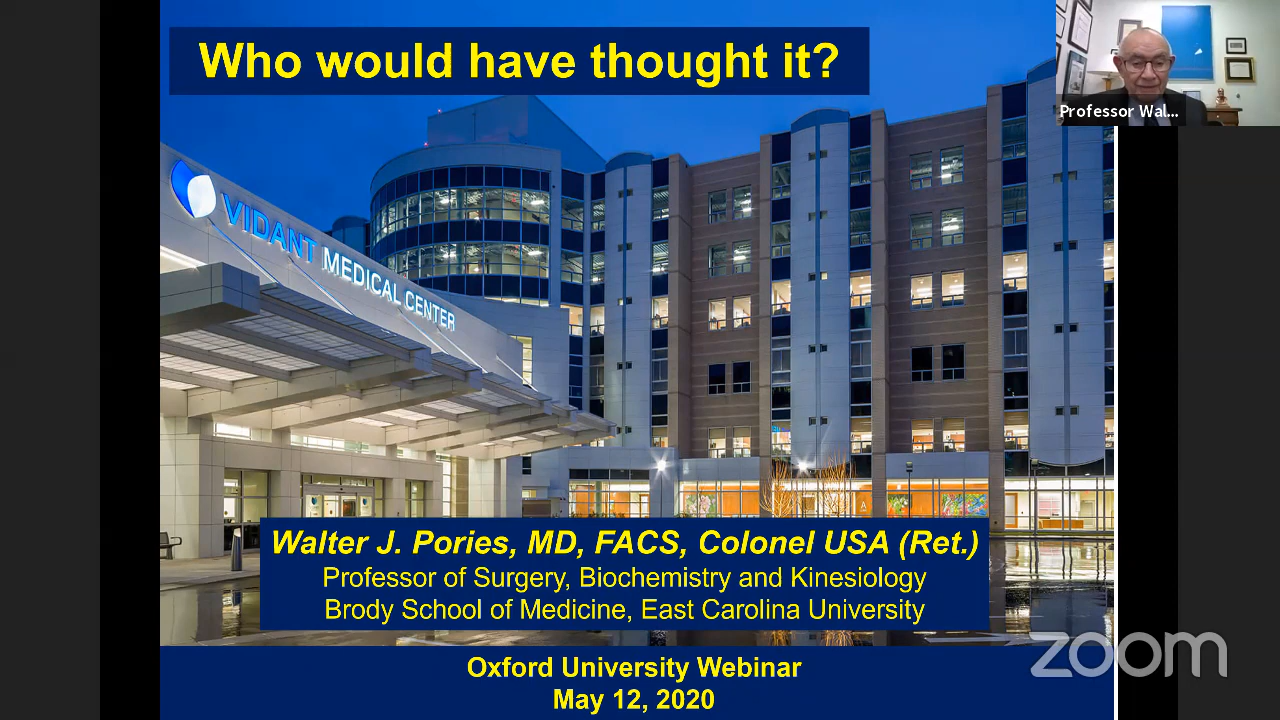 Who would have thought it?
Professor Wal...
VIDANT MEDICAL CENTER
Walter J. Pories, MD, FACS, Colonel USA (Ret.)
Professor of Surgery, Biochemistry and Kinesiology
Brody School of Medicine, East Carolina University
zoom
Oxford University Webinar
May 12, 2020